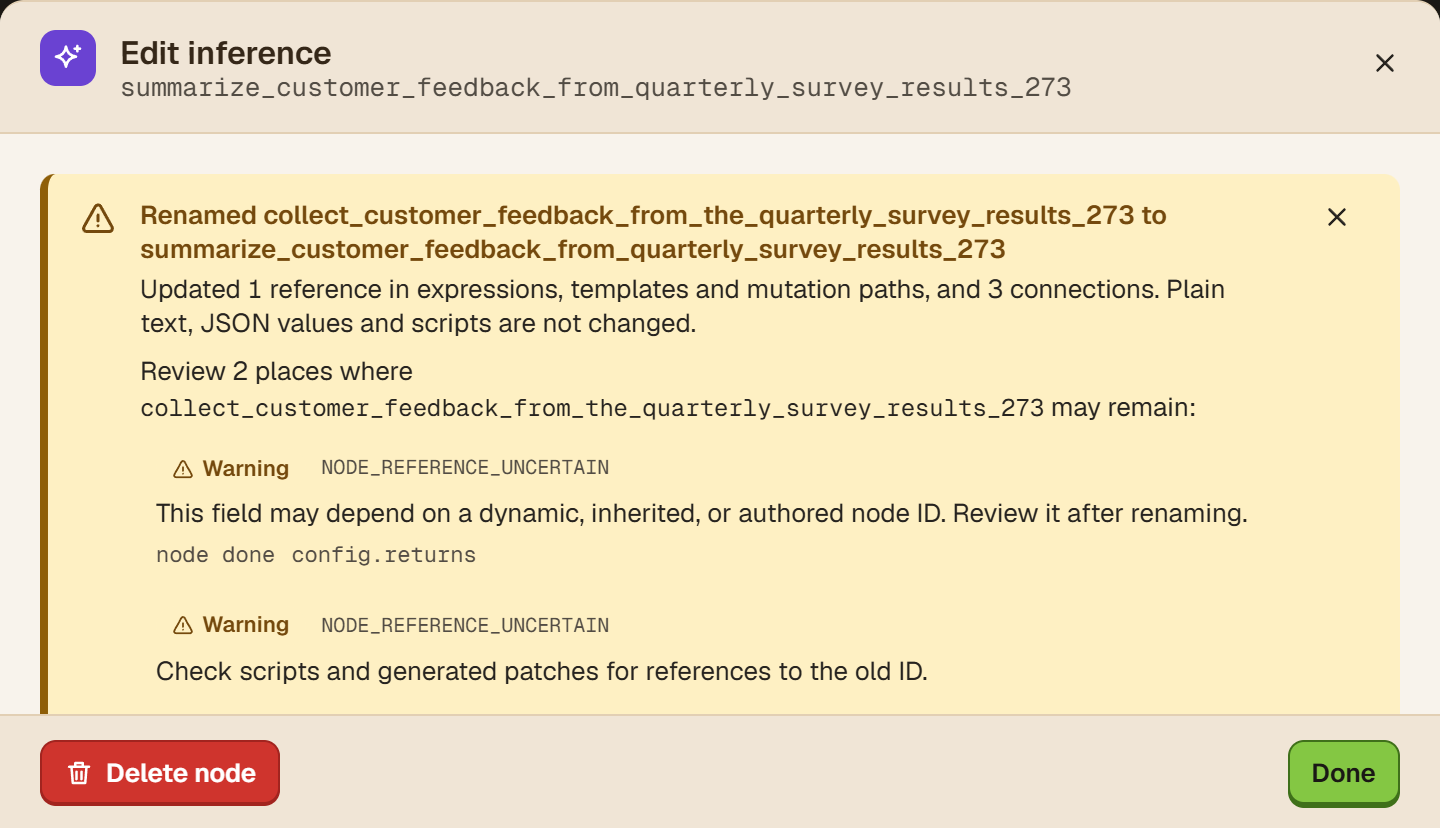 Edit inference
summarize_customer_feedback_from_quarterly_survey_results_273
Renamed collect_customer_feedback_from_the_quarterly_survey_results_273 to
summarize_customer_feedback_from_quarterly_survey_results_273
Updated 1 reference in expressions, templates and mutation paths, and 3 connections. Plain
text, JSON values and scripts are not changed.
Review 2 places where
collect_customer_feedback_from_the_quarterly_survey_results_273 may remain:
Warning NODE_REFERENCE_UNCERTAIN
This field may depend on a dynamic, inherited, or authored node ID. Review it after renaming.
node done config.returns
Warning NODE_REFERENCE_UNCERTAIN
Check scripts and generated patches for references to the old ID.
Delete node
Done